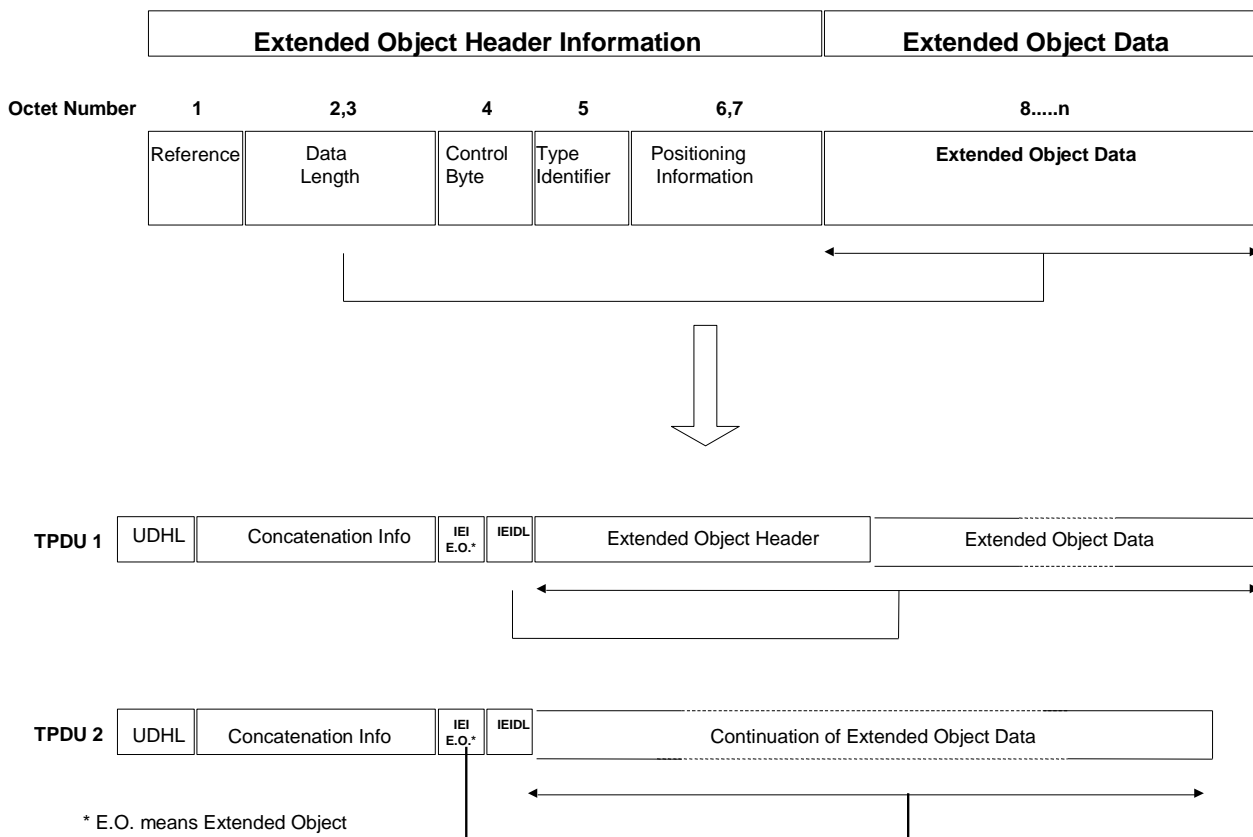 Extended Object Header Information Extended Object Data
Octet Number 1 2,3 4 5 6,7 8.....n
Reference Data Length Control Byte Type Identifier Positioning Information Extended Object Data
TPDU 1 UDHL Concatenation Info IEI E.O.* IEIDL Extended Object Header Extended Object Data
TPDU 2 UDHL Concatenation Info IEI E.O.* IEIDL Continuation of Extended Object Data
* E.O. means Extended Object